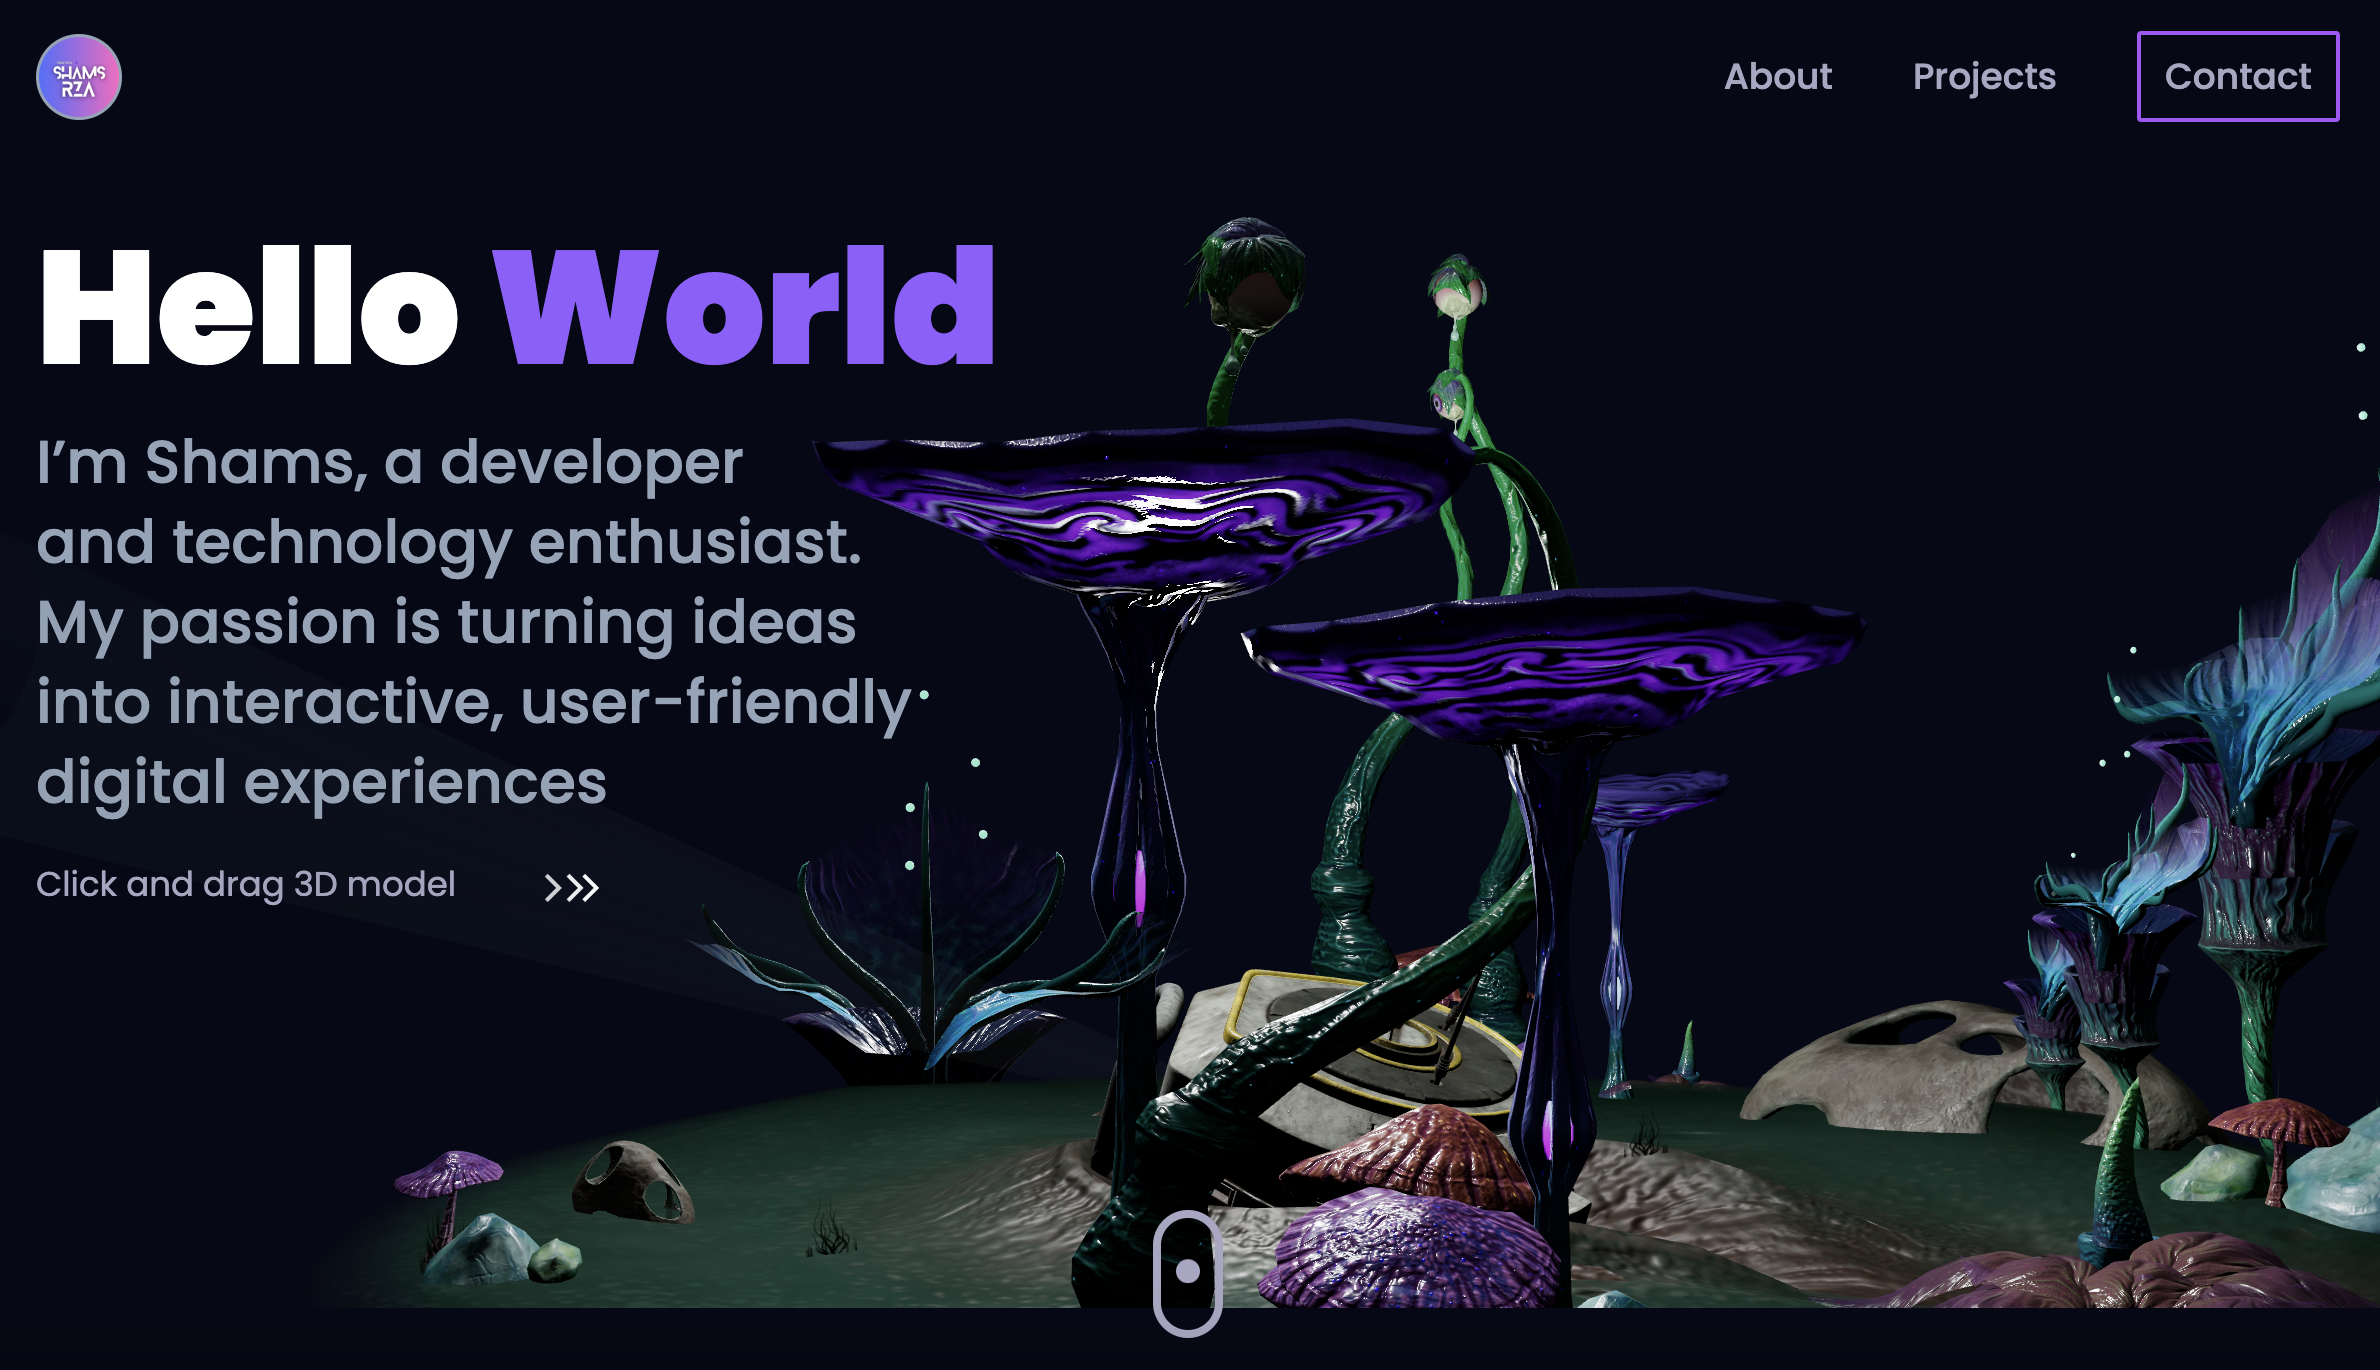 SHAMS
RZA
About
Projects
Contact
Hello World
I'm Shams, a developer
and technology enthusiast.
My passion is turning ideas
into interactive, user-friendly
digital experiences
Click and drag 3D model